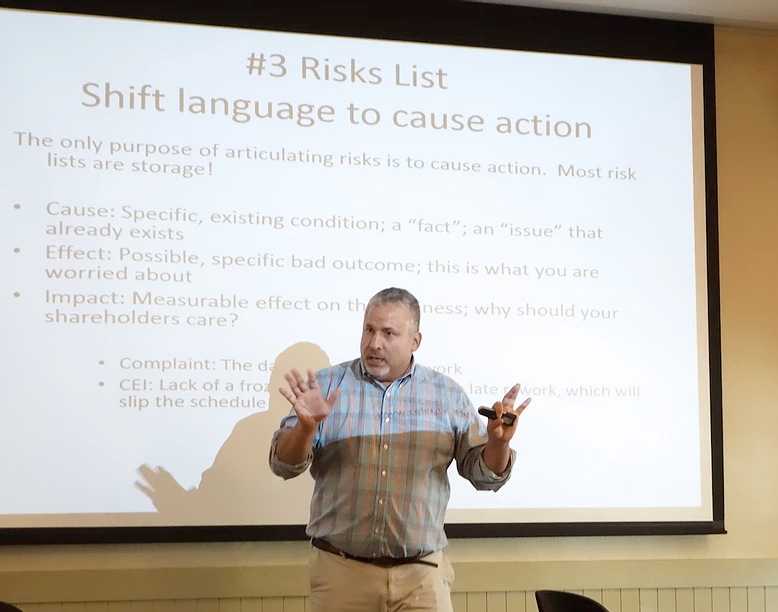 #3 Risks List
Shift language to cause action
The only purpose of articulating risks is to cause action. Most risk
lists are storage!
• Cause: Specific, existing condition; a "fact"; an "issue" that
already exists
• Effect: Possible, specific bad outcome; this is what you are
worried about
• Impact: Measurable effect on ness; why should your
shareholders care?
• Complaint: The
• CEI: Lack of a late work, which will
slip the schedule